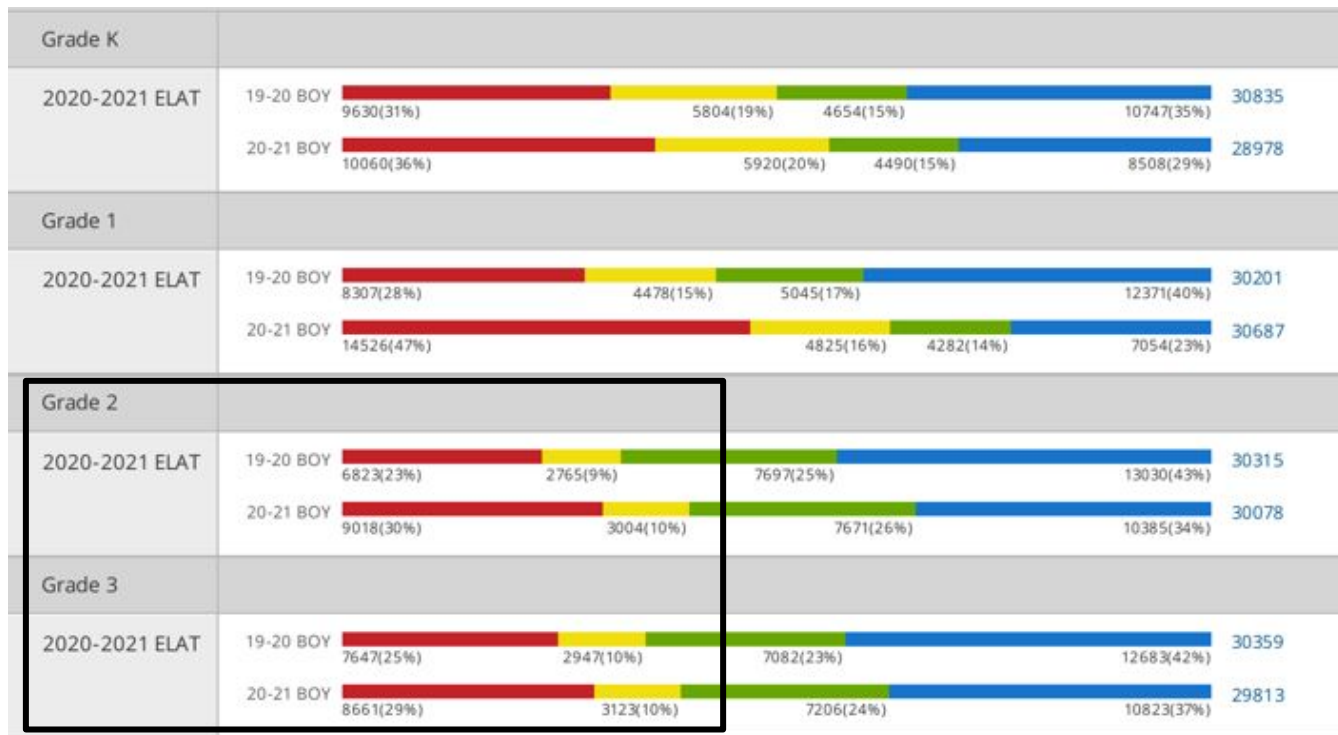 Grade K
2020-2021 ELAT
19-20 BOY
9630(31%) 5804(19%) 4654(15%) 10747(35%) 30835
20-21 BOY
10060(36%) 5920(20%) 4490(15%) 8508(29%) 28978
Grade 1
2020-2021 ELAT
19-20 BOY
8307(28%) 4478(15%) 5045(17%) 12371(40%) 30201
20-21 BOY
14526(47%) 4825(16%) 4282(14%) 7054(23%) 30687
Grade 2
2020-2021 ELAT
19-20 BOY
6823(23%) 2765(9%) 7697(25%) 13030(43%) 30315
20-21 BOY
9018(30%) 3004(10%) 7671(26%) 10385(34%) 30078
Grade 3
2020-2021 ELAT
19-20 BOY
7647(25%) 2947(10%) 7082(23%) 12683(42%) 30359
20-21 BOY
8661(29%) 3123(10%) 7206(24%) 10823(37%) 29813